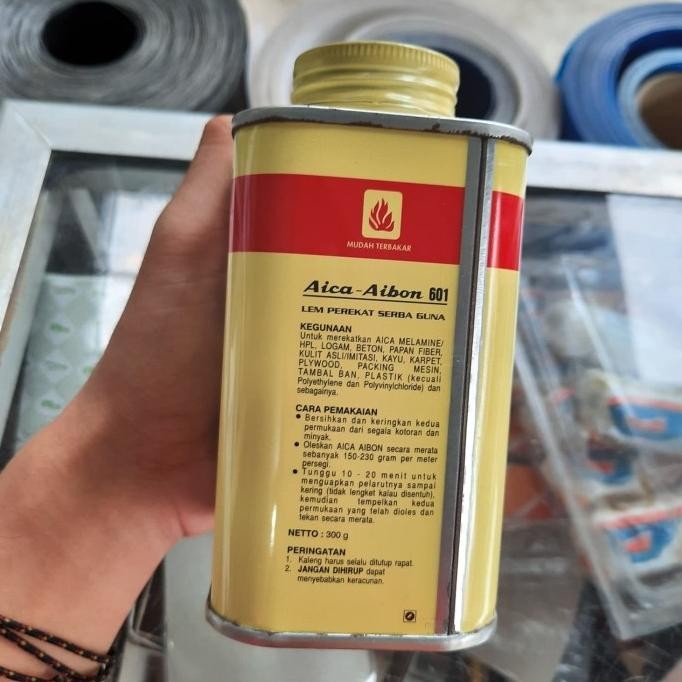 MUDAH TERBAKAR
Aica-Aibon 601
LEM PEREKAT SERBA GUNA
KEGUNAAN
Untuk merekatkan AICA MELAMINE/
HPL, LOGAM, BETON, PAPAN FIBER,
KULIT ASLI/IMITASI, KAYU, KARPET,
PLYWOOD, PACKING MESIN,
TAMBAL BAN, PLASTIK (kecuali
Polyethylene dan Polyvinylchloride) dan
sebagainya.
CARA PEMAKAIAN
● Bersihkan dan keringkan kedua
permukaan dari segala kotoran dan
minyak.
● Oleskan AICA AIBON secara merata
sebanyak 150-230 gram per meter
persegi.
● Tunggu 10 - 20 menit untuk
menguapkan pelarutnya sampai
kering (tidak lengket kalau disentuh),
kemudian tempelkan kedua
permukaan yang telah dioles dan
tekan secara merata.
NETTO : 300 g
PERINGATAN
1. Kaleng harus selalu ditutup rapat.
2. JANGAN DIHIRUP dapat
menyebabkan keracunan.